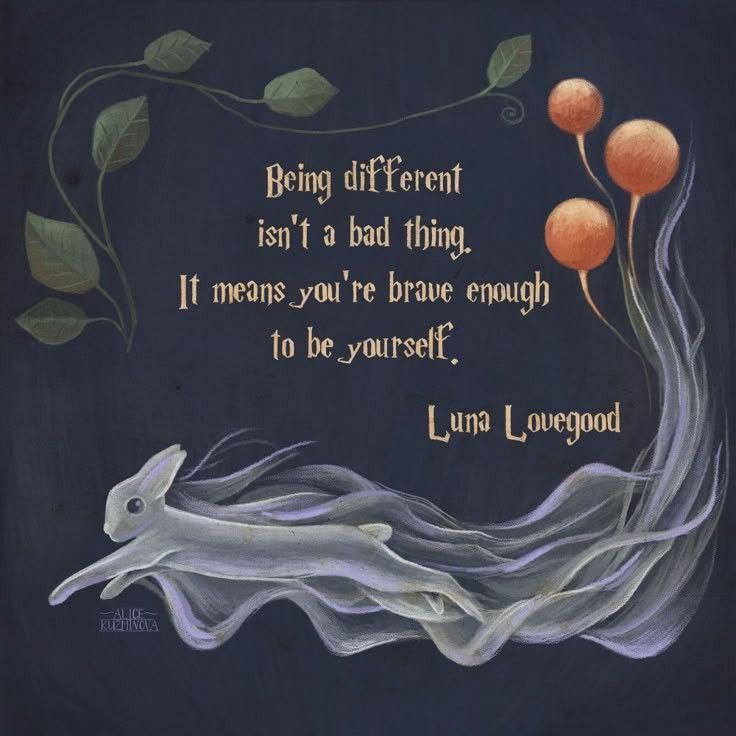 Being different
isn't a bad thing.
It means you're brave enough
to be yourself.
Luna Lovegood
~ALICE~
KUZMINOVA